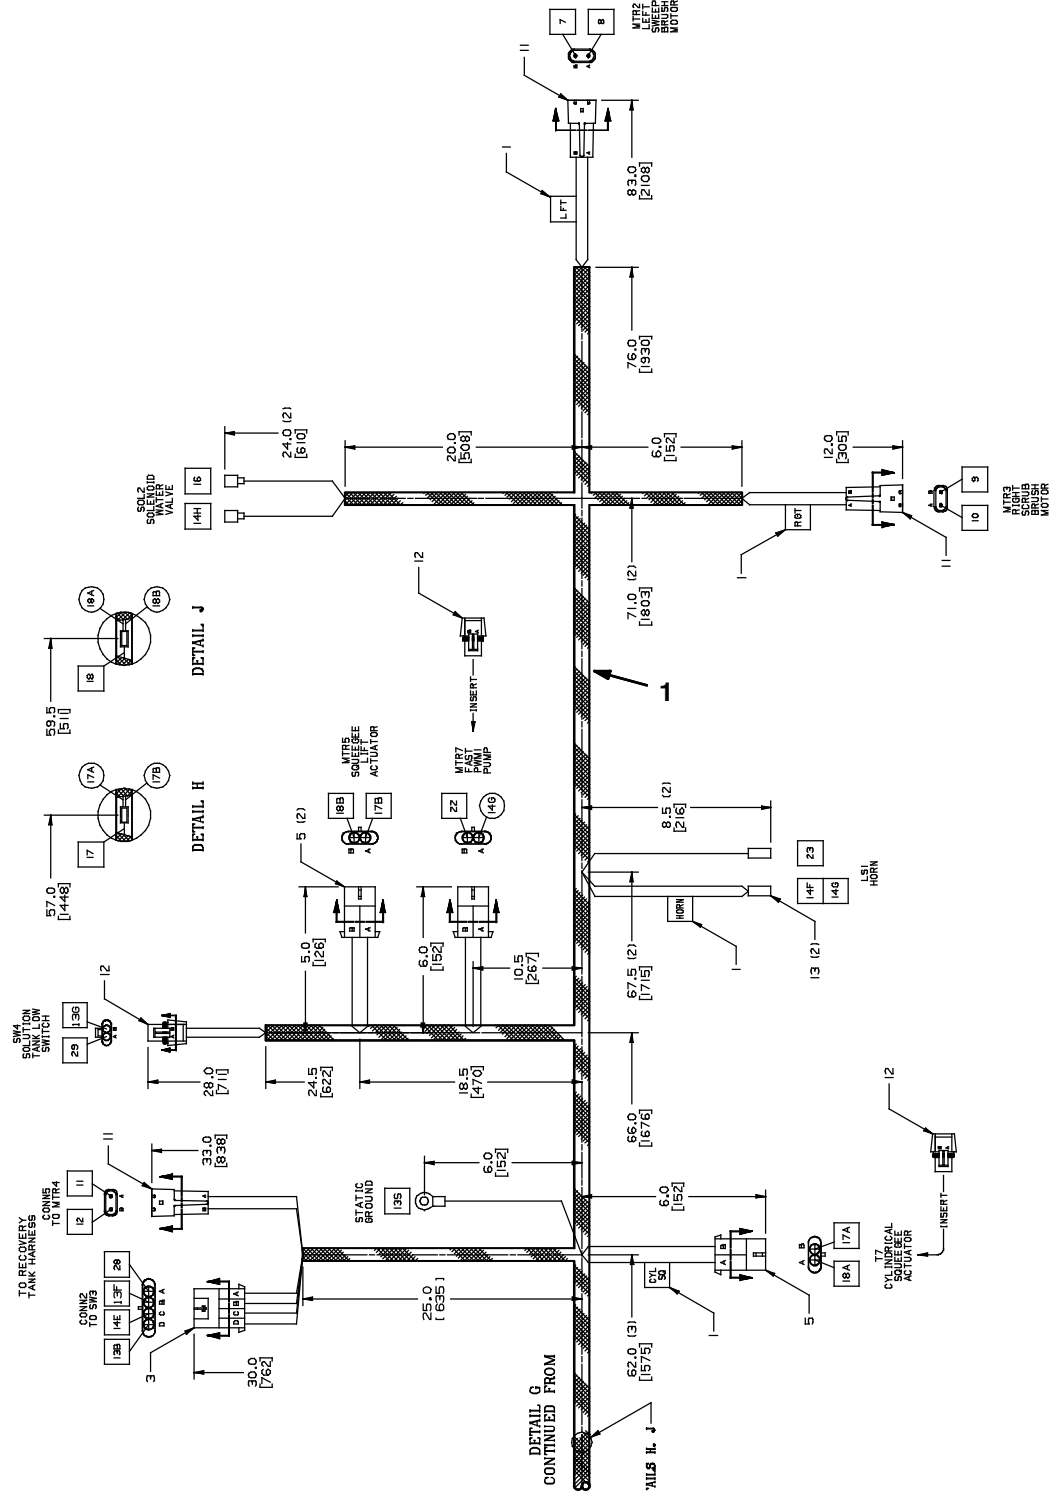 7
8
MTR2
LEFT
SWEEP
BRUSH
MOTOR
B
A
11
1
LFT
B
A
83.0
[2108]
76.0
[1930]
SOL2
SOLENOID
WATER
VALVE
16
14H
24.0 (2)
[610]
20.0
[508]
6.0
[152]
12.0
[305]
71.0 (2)
[1803]
RGT
1
B
A
9
10
11
MTR3
RIGHT
SCRUB
BRUSH
MOTOR
59.5
[511]
18
18A
18B
DETAIL J
57.0
[1448]
17
17A
17B
DETAIL H
12
INSERT
MTR5
SQUEEGEE
LIFT
ACTUATOR
18B
17B
B
A
MTR7
FAST
PWM1
PUMP
22
14G
B
A
5 (2)
B
A
B
A
5.0
[126]
6.0
[152]
10.5
[267]
1
8.5 (2)
[216]
23
14F
14G
LS1
HORN
HORN
1
13 (2)
67.5 (2)
[1715]
SW4
SOLUTION
TANK LOW
SWITCH
29
13G
12
28.0
[711]
24.5
[622]
18.5
[470]
66.0
[1676]
TO RECOVERY
TANK HARNESS
CONN5
TO MTR4
11
12
A
B
11
33.0
[838]
CONN2
TO SW3
28
13F
14E
13B
A
B
C
D
3
D
C
B
A
30.0
[762]
STATIC
GROUND
13S
6.0
[152]
25.0
[635]
62.0 (3)
[1575]
6.0
[152]
CYL
SQ
1
A
B
5
A
B
17A
18A
T7
CYLINDRICAL
SQUEEGEE
ACTUATOR
INSERT
12
DETAIL G
CONTINUED FROM
AILS H, J